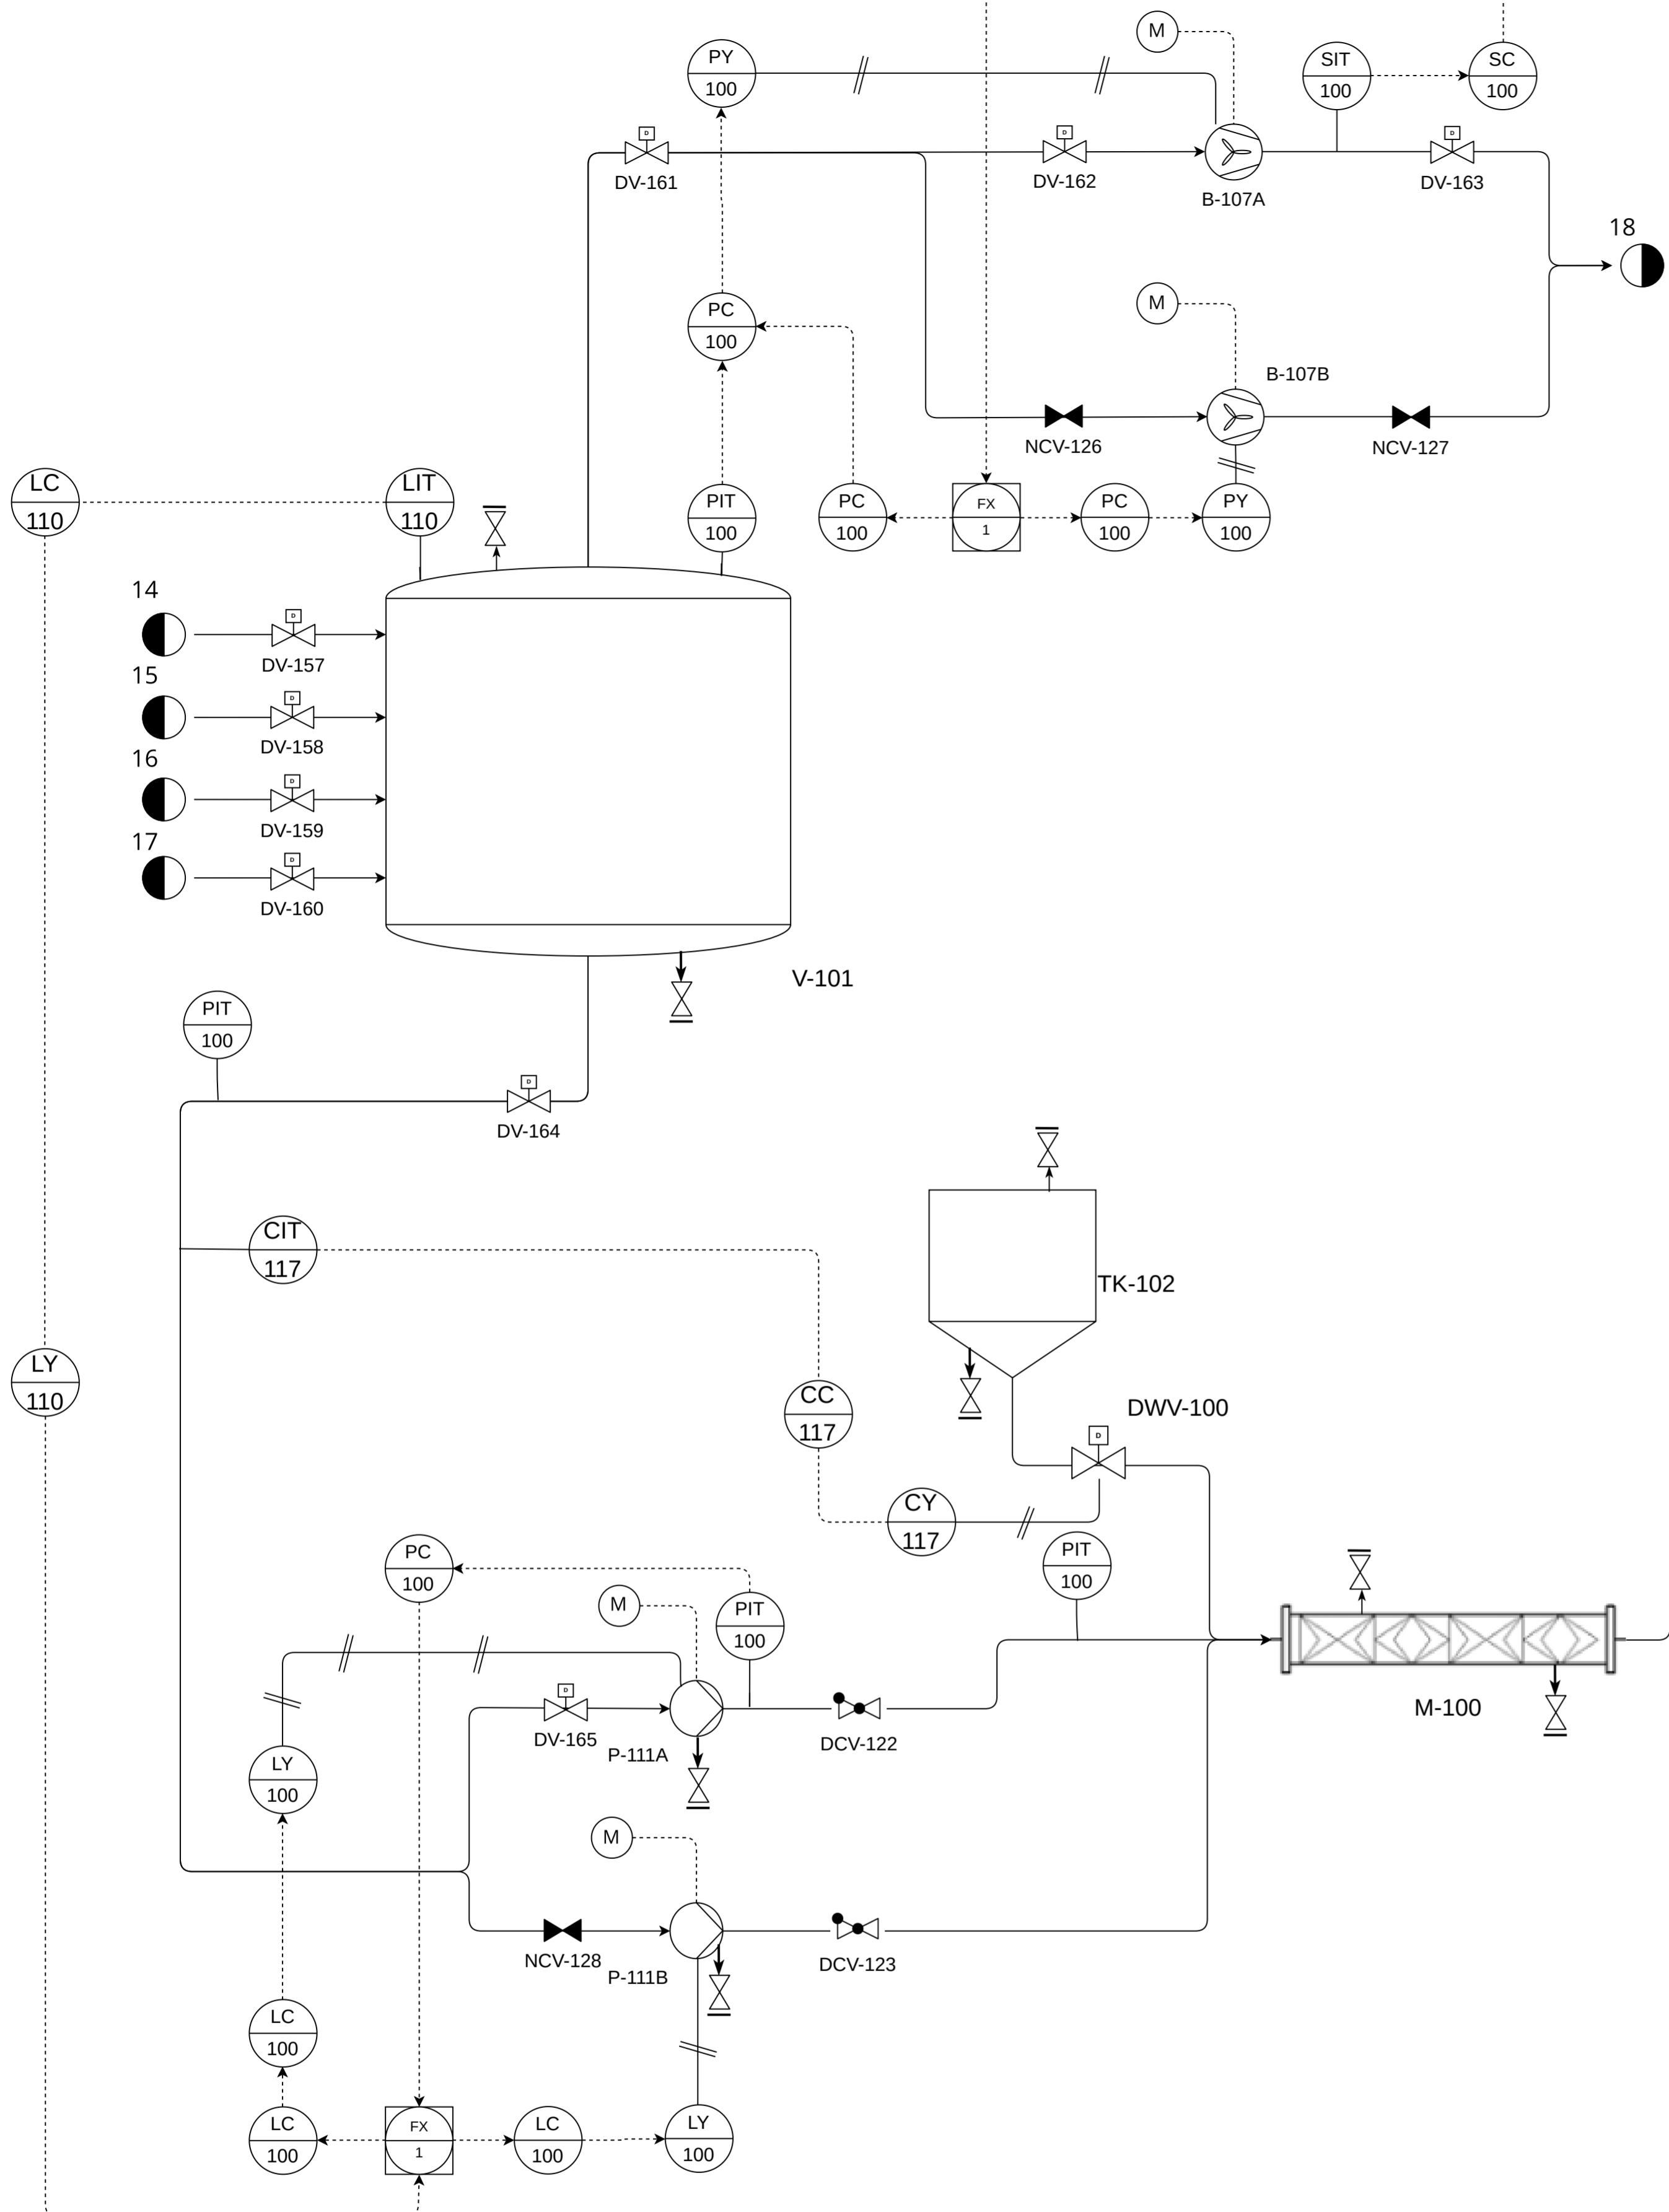 M
PY
100
SIT
100
SC
100
D
DV-161
D
DV-162
B-107A
D
DV-163
18
PC
100
M
B-107B
NCV-126
NCV-127
LC
110
LIT
110
PIT
100
PC
100
FX
1
PC
100
PY
100
14
D
DV-157
15
D
DV-158
16
D
DV-159
17
D
DV-160
V-101
PIT
100
D
DV-164
CIT
117
TK-102
LY
110
CC
117
DWV-100
D
CY
117
PC
100
M
PIT
100
PIT
100
D
DV-165
P-111A
DCV-122
M-100
LY
100
M
NCV-128
P-111B
DCV-123
LC
100
LC
100
FX
1
LC
100
LY
100